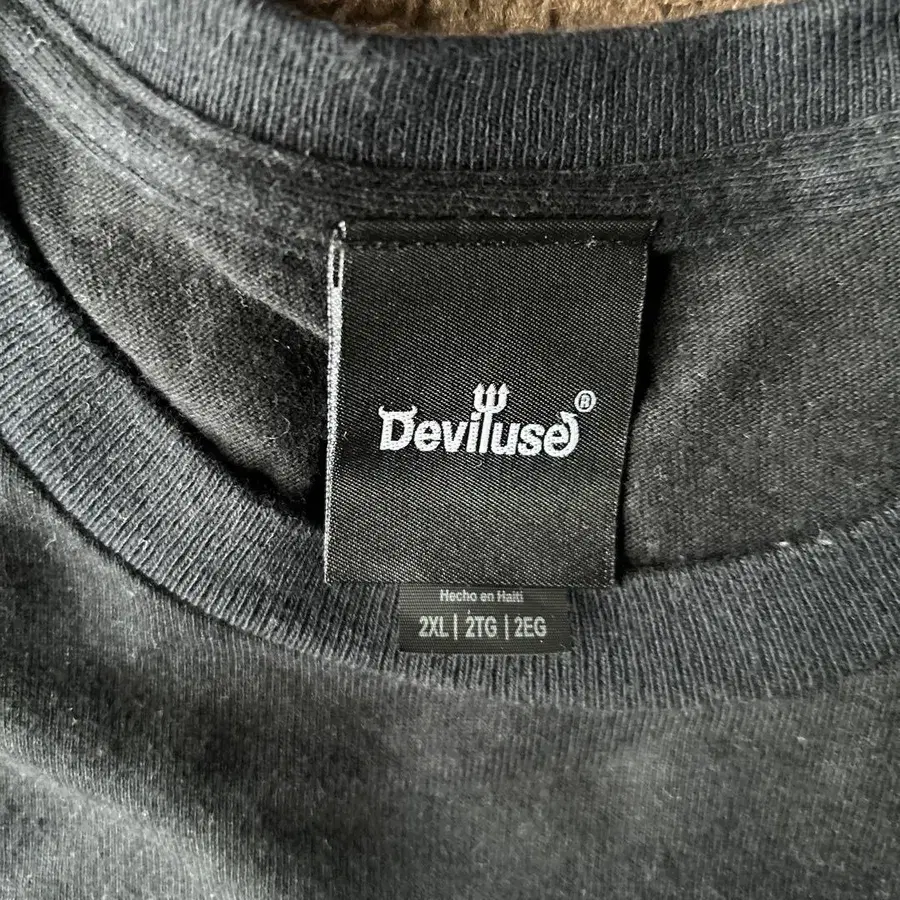 Deviluse®
Hecho en Haiti
2XL | 2TG | 2EG